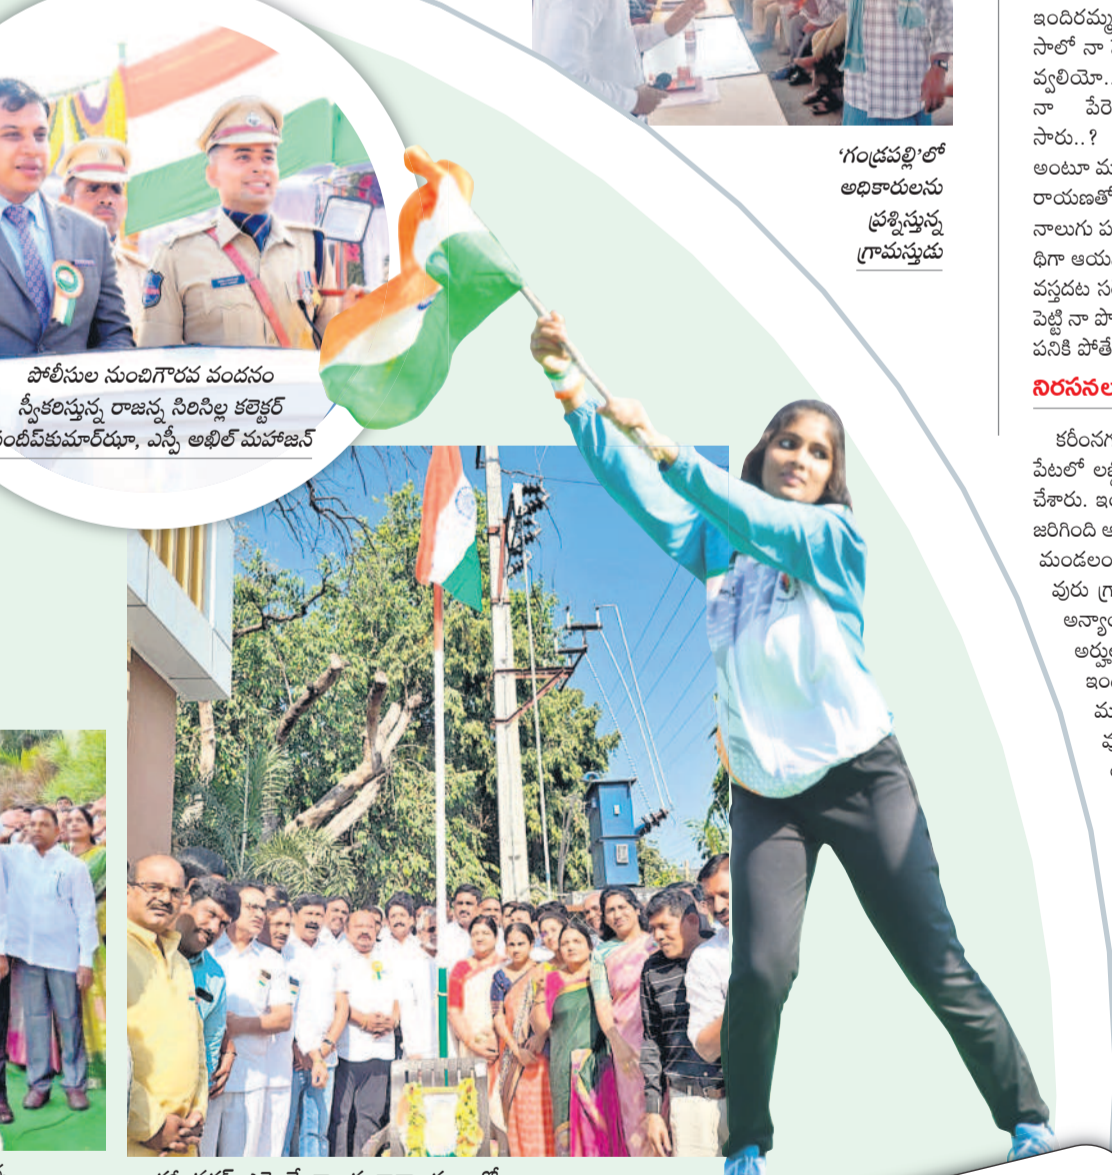 పోలీసుల నుంచిగౌరవ వందనం
స్వీకరిస్తున్న రాజన్న సిరిసిల్ల కలెక్టర్
సందీప్‌కుమార్‌ఝా, ఎస్పీ అఖిల్ మహాజన్
‘గండ్రపల్లి’లో
అధికారులను
ప్రశ్నిస్తున్న
గ్రామస్తుడు
ఇందిరమ్మ
సాలో నా
వ్వలియో..
నా పేరె
సారు..?
అంటూ
రాయణతో
నాలుగు
థిగా ఆయ
వస్తదట
పెట్టి నా
పనికి పోతే
నిరసనల
కరీంనగ
పేటలో
చేశారు.
జరిగింది
మండలం
వురు
అన్యా
అర్హుల